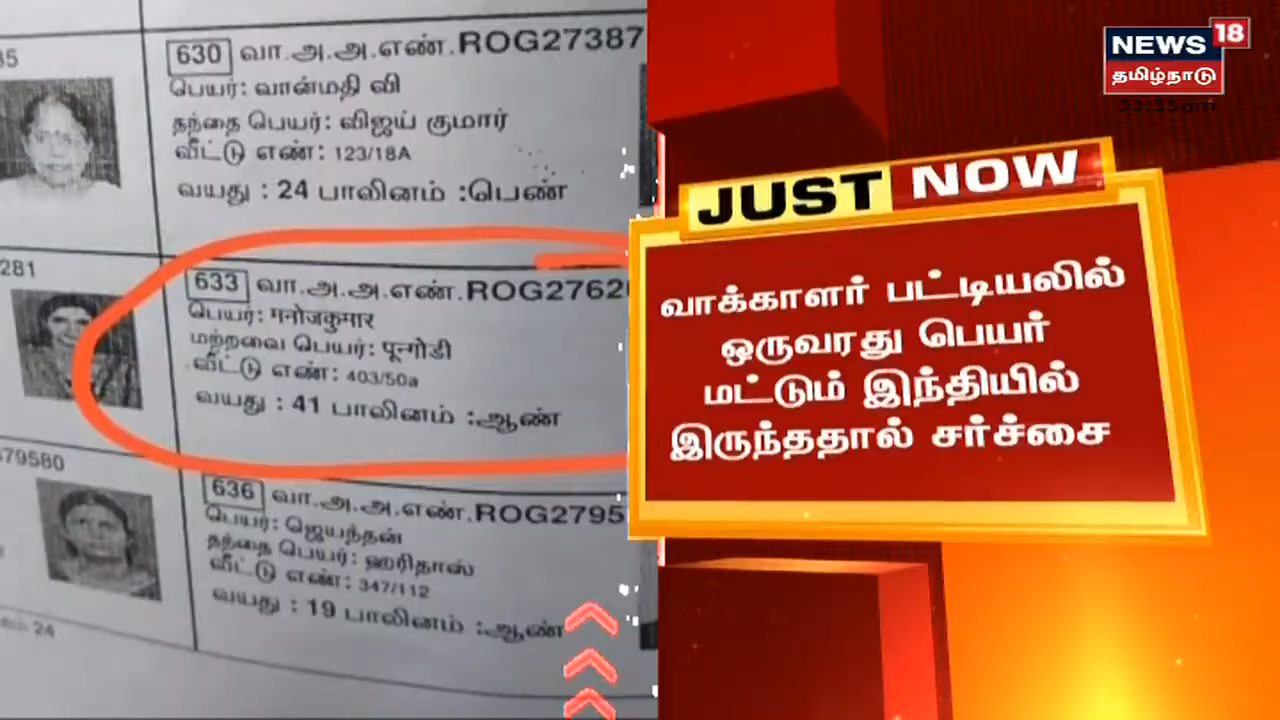 630 வா.அ.அ.எண்.ROG27387
பெயர்: வான்மதி வி
தந்தை பெயர்: விஜய் குமார்
வீட்டு எண்: 123/18A
வயது : 24 பாலினம் :பெண்
281
633 வா.அ.அ.எண்.ROG2762
பெயர்: मनोजकुमार
மற்றவை பெயர்: पून्गोडी
வீட்டு எண்: 403/50a
வயது : 41 பாலினம் :ஆண்
579580
636 வா.அ.அ.எண்.ROG2795
பெயர்: ஜெயந்தன்
தந்தை பெயர்: ஹரிதாஸ்
வீட்டு எண்: 347/112
வயது : 19 பாலினம் :ஆண்
24
NEWS 18
தமிழ்நாடு
JUST NOW
வாக்காளர் பட்டியலில்
ஒருவரது பெயர்
மட்டும் இந்தியில்
இருந்ததால் சர்ச்சை